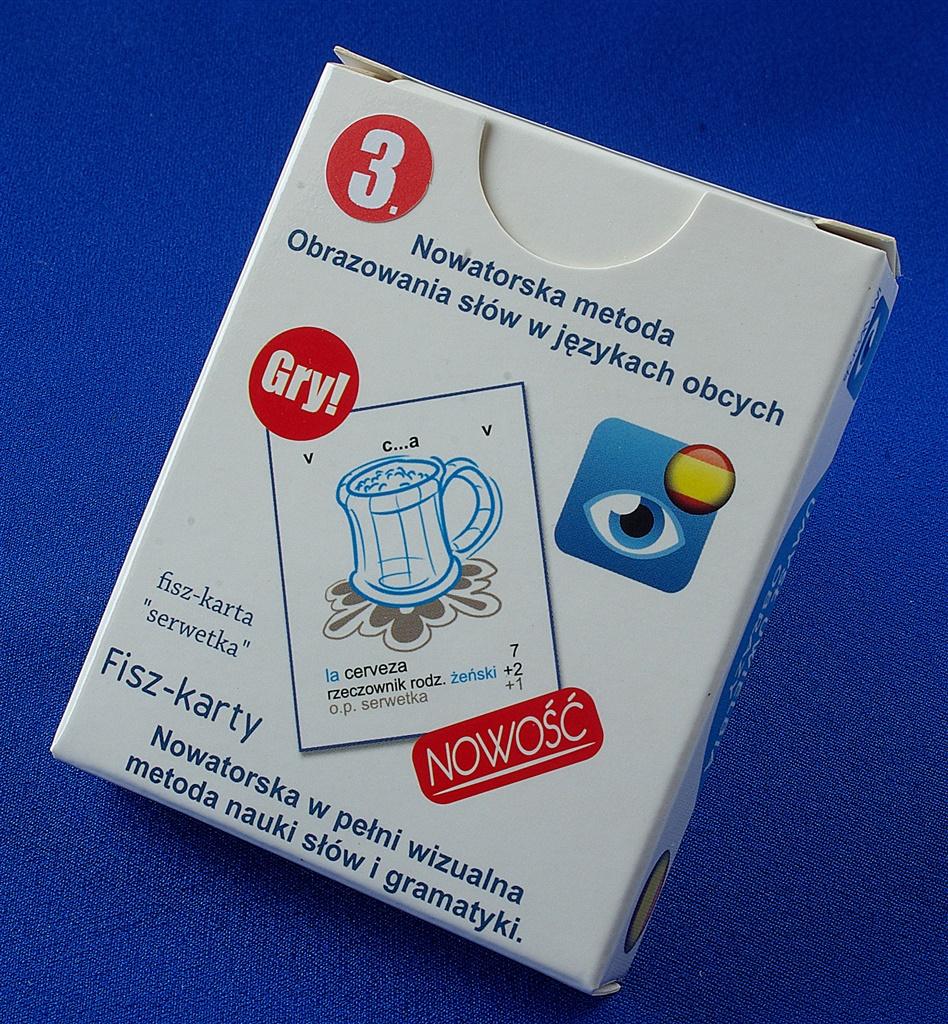 3.
Nowatorska metoda
Obrazowania słów w językach obcych
Gry!
v c...a v
la cerveza 7
rzeczownik rodz. żeński +2
o.p. serwetka +1
NOWOŚĆ
fisz-karta
"serwetka"
Fisz-karty
Nowatorska w pełni wizualna
metoda nauki słów i gramatyki.